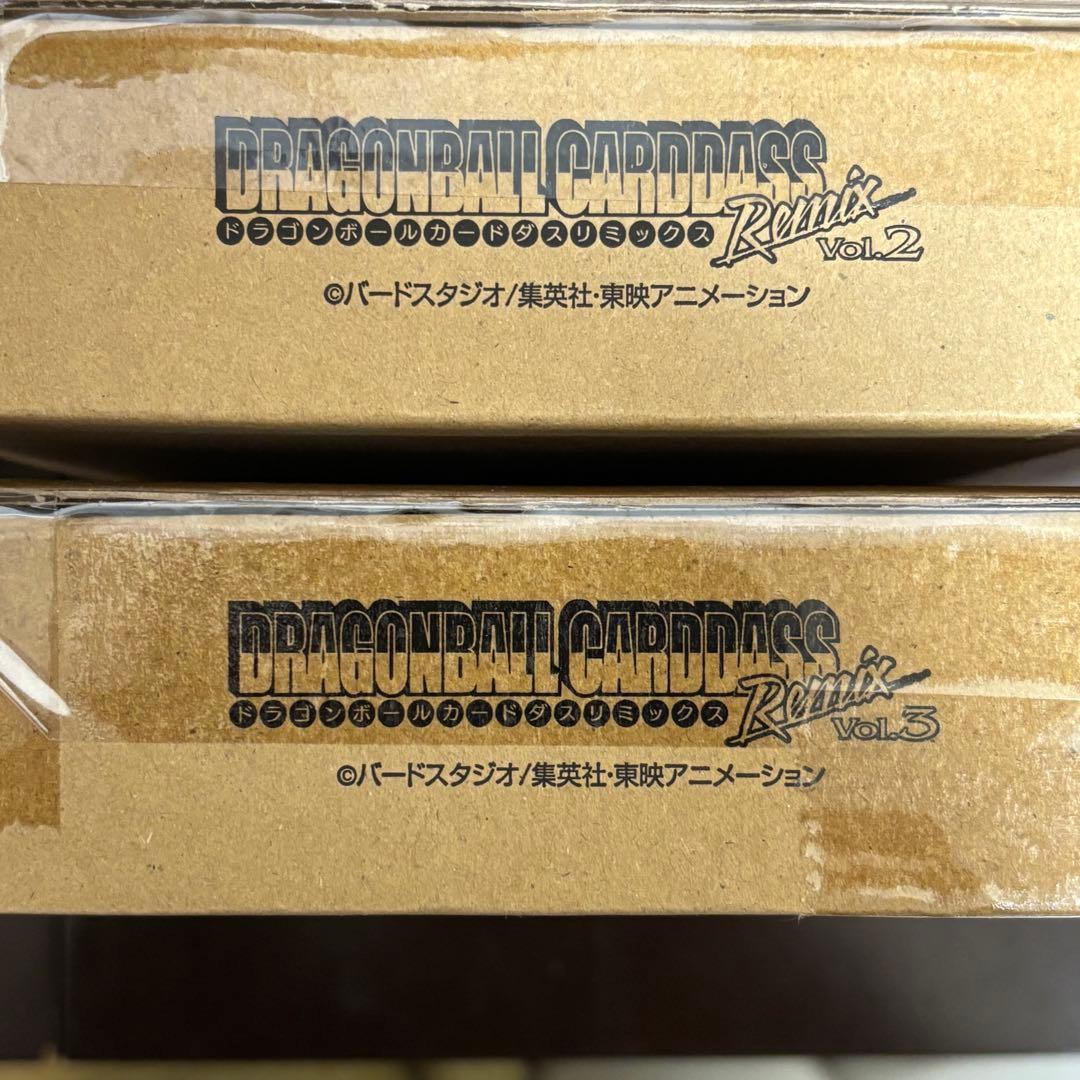 DRAGONBALL CARDDASS
Remix Vol.2
ドラゴンボールカードダスリミックス
©バードスタジオ/集英社・東映アニメーション
DRAGONBALL CARDDASS
Remix Vol.3
ドラゴンボールカードダスリミックス
©バードスタジオ/集英社・東映アニメーション